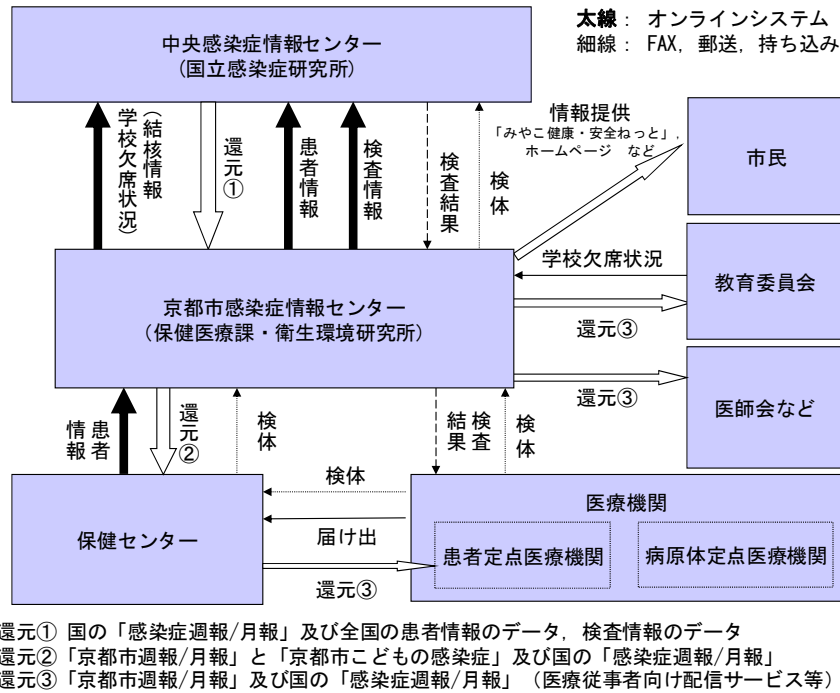 太線： オンラインシステム
細線： FAX，郵送，持ち込み
中央感染症情報センター
（国立感染症研究所）
（結核情報
学校欠席状況）
還元①
患者情報
検査情報
検査結果
検体
情報提供
「みやこ健康・安全ねっと」，
ホームページ など
市民
京都市感染症情報センター
（保健医療課・衛生環境研究所）
学校欠席状況
教育委員会
還元③
還元③
医師会など
患者
情報
還元②
検体
検査
結果
検体
保健センター
検体
届け出
還元③
医療機関
患者定点医療機関
病原体定点医療機関
還元① 国の「感染症週報/月報」及び全国の患者情報のデータ，検査情報のデータ
還元②「京都市週報/月報」と「京都市こどもの感染症」及び国の「感染症週報/月報」
還元③「京都市週報/月報」及び国の「感染症週報/月報」（医療従事者向け配信サービス等）